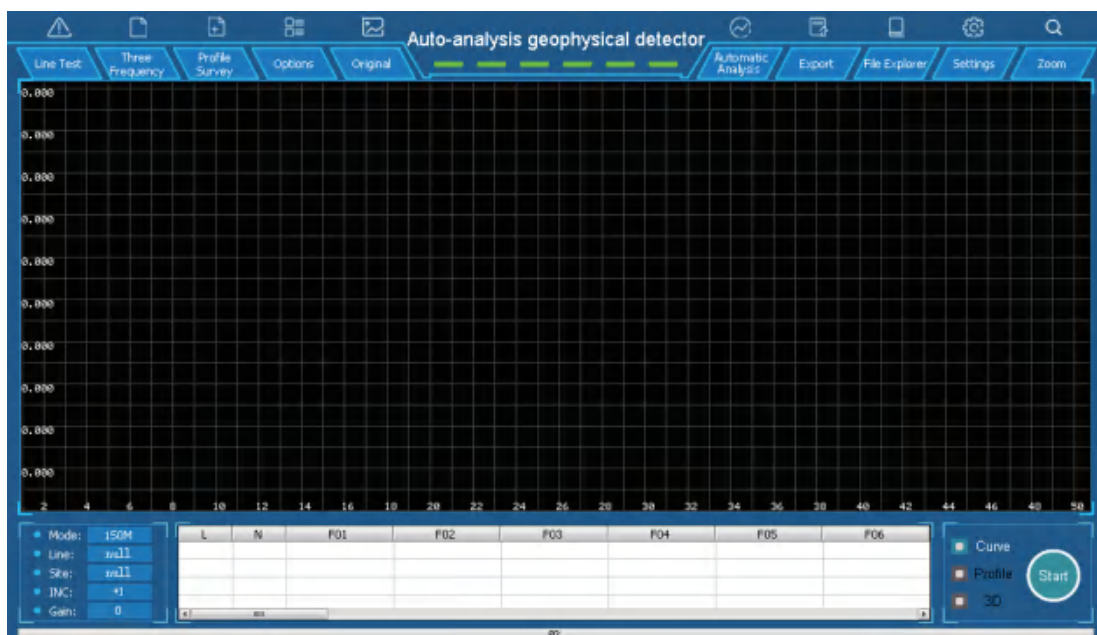 Auto-analysis geophysical detector
Line Test
Three
Frequency
Profile
Survey
Options
Original
Automatic
Analysis
Export
File Explorer
Settings
Zoom
0.000
0.000
0.000
0.000
0.000
0.000
0.000
0.000
0.000
0.000
2 4 6 8 10 12 14 16 18 20 22 24 26 28 30 32 34 36 38 40 42 44 46 48 50
Mode: 150M
Line: null
Site: null
INC: +1
Gain: 0
L N F01 F02 F03 F04 F05 F06
Curve
Profile
3D
Start
0%